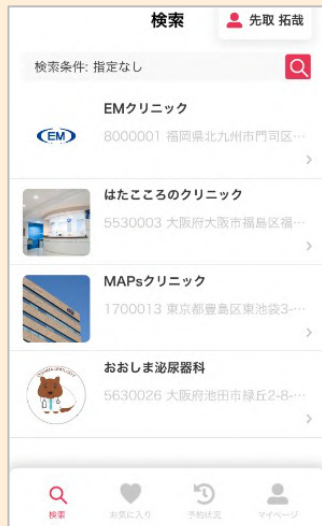 検索
先取 拓哉
検索条件: 指定なし
EMクリニック
EM
8000001 福岡県北九州市門司区…
はたこころのクリニック
5530003 大阪府大阪市福島区福…
MAPsクリニック
1700013 東京都豊島区東池袋3-…
おおしま泌尿器科
5630026 大阪府池田市緑丘2-8-…
検索
お気に入り
予約状況
マイページ